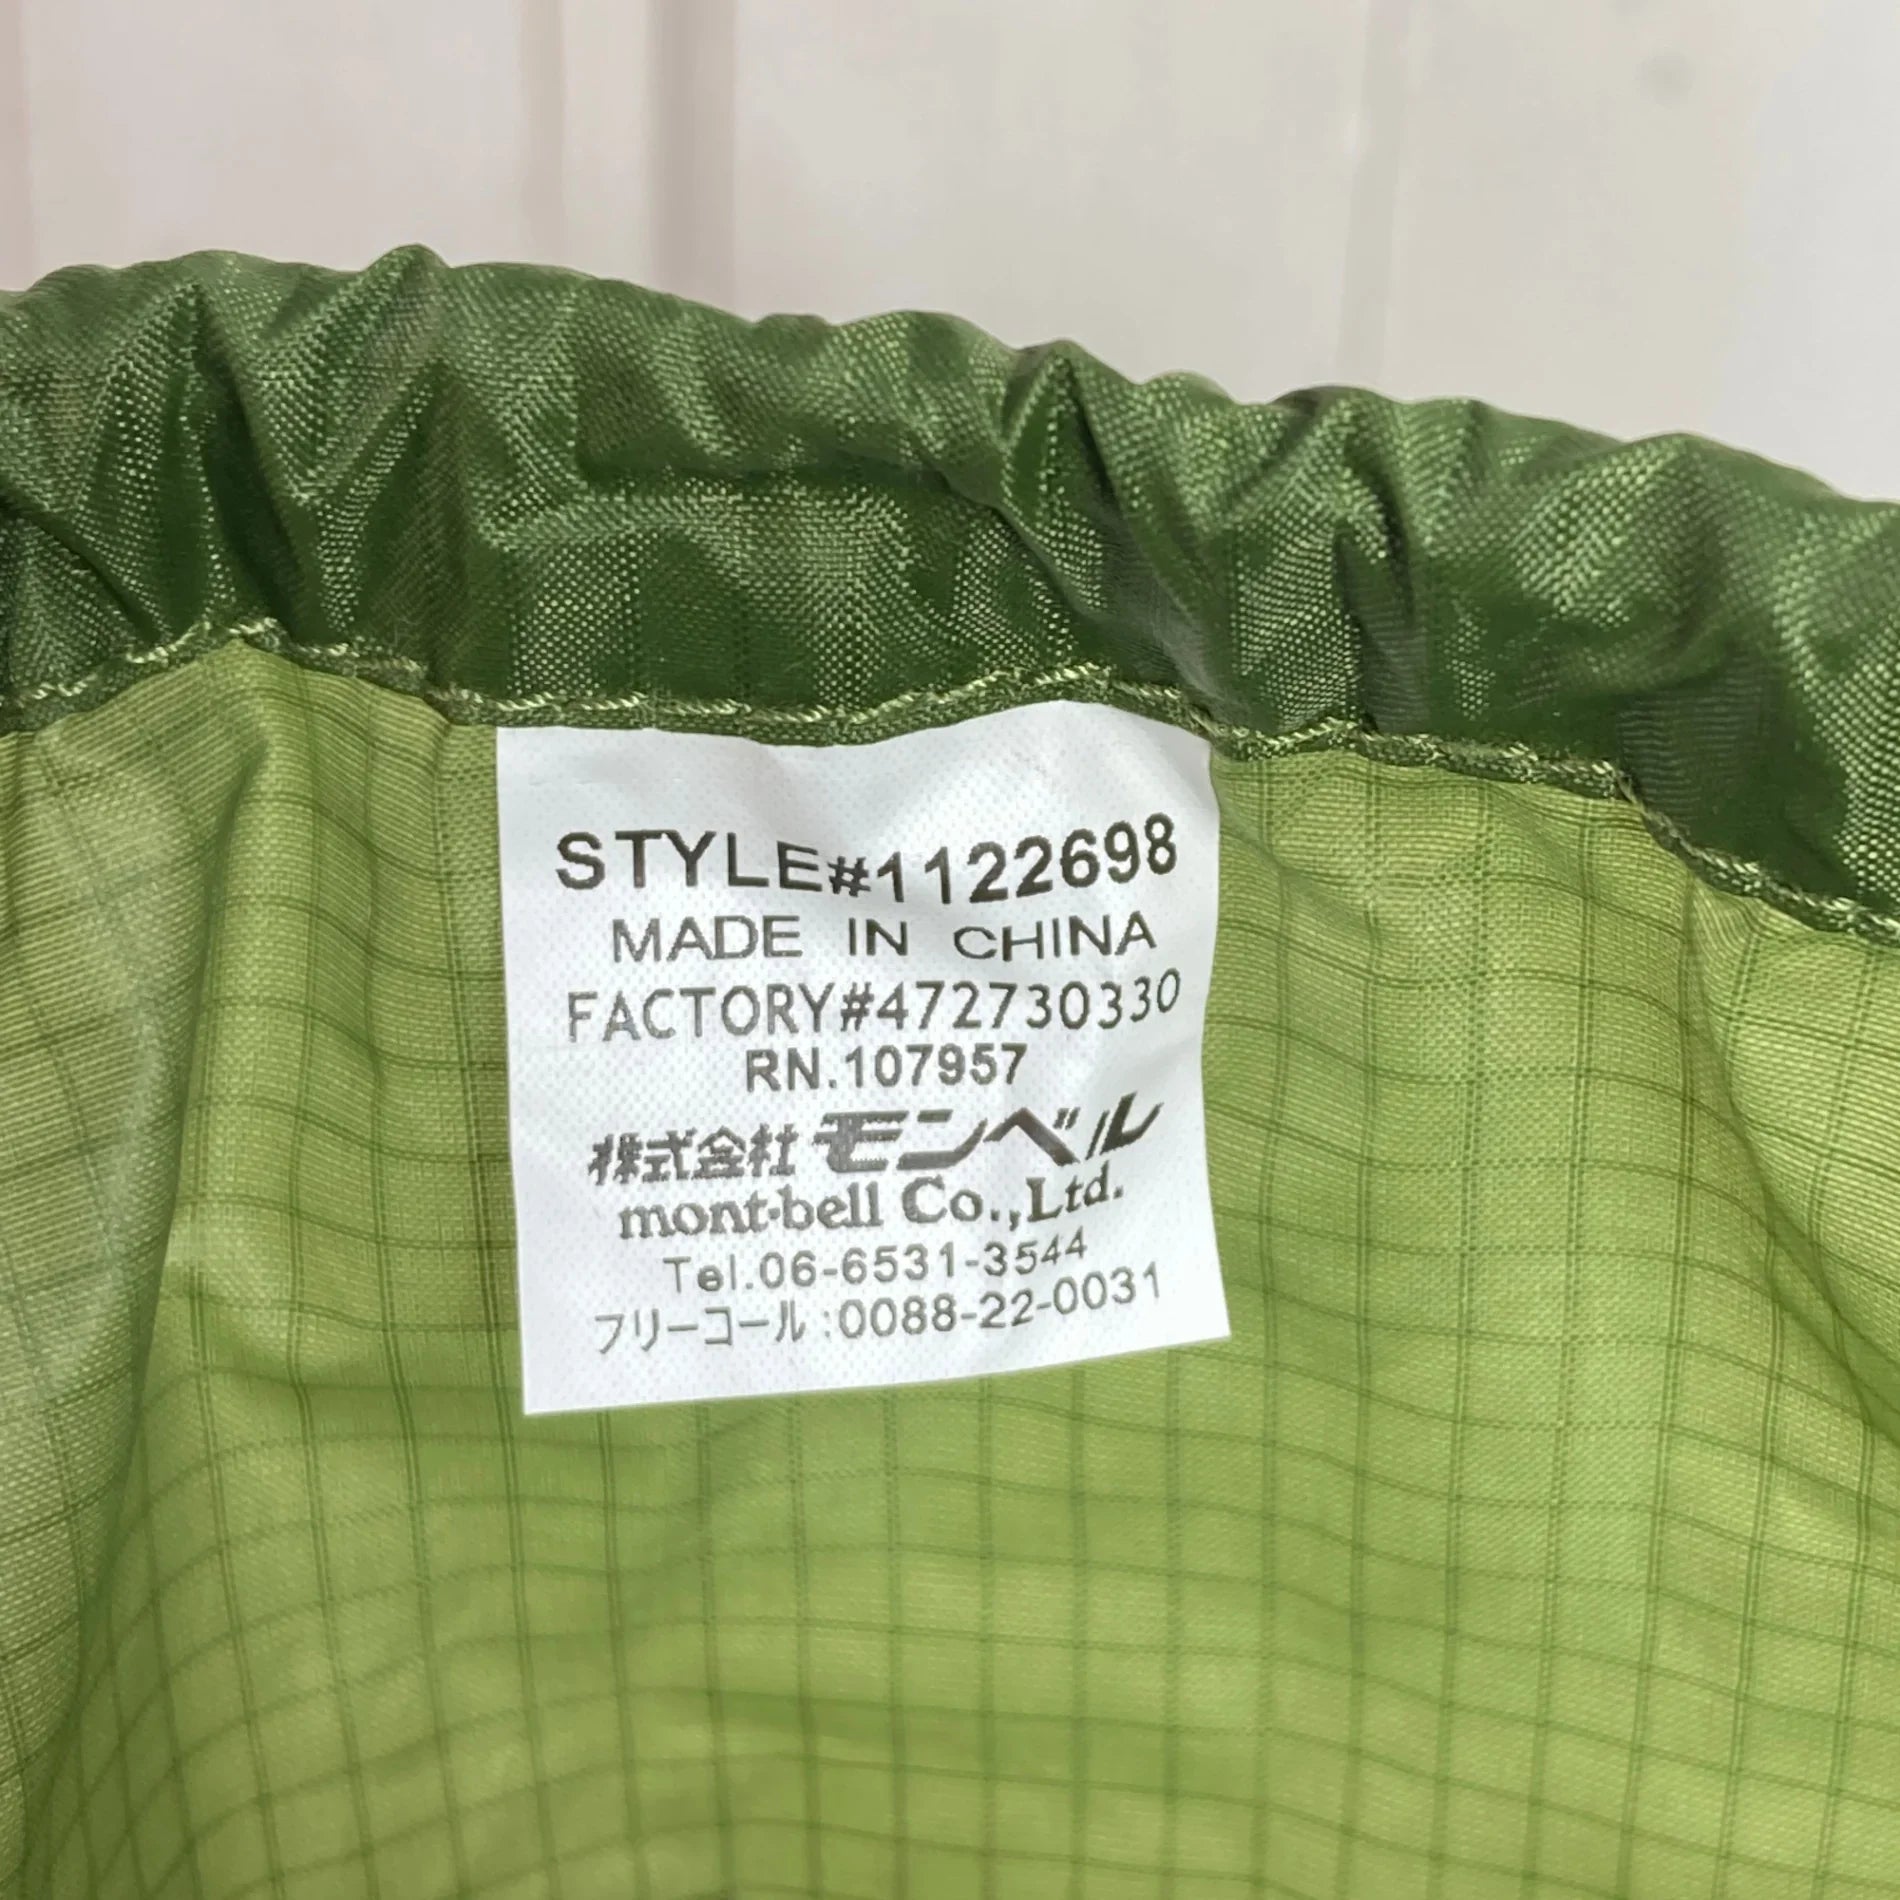 STYLE#1122698
MADE IN CHINA
FACTORY#472730330
RN.107957
株式会社 モンベル
mont-bell Co.,Ltd.
Tel.06-6531-3544
フリーコール:0088-22-0031